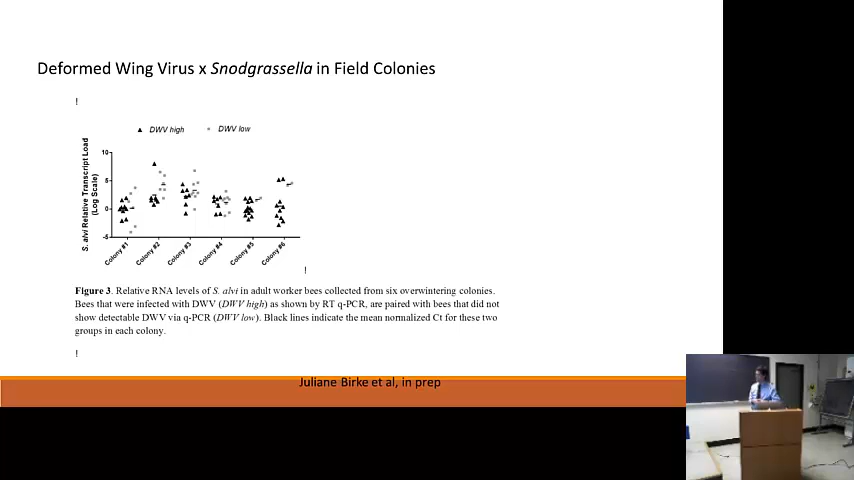 Deformed Wing Virus x Snodgrassella in Field Colonies
!
DWV high DWV low
S. alvi Relative Transcript Load
(Log Scale)
10
5
0
-5
Colony #1 Colony #2 Colony #3 Colony #4 Colony #5 Colony #6
!
Figure 3. Relative RNA levels of S. alvi in adult worker bees collected from six overwintering colonies.
Bees that were infected with DWV (DWV high) as shown by RT q-PCR, are paired with bees that did not
show detectable DWV via q-PCR (DWV low). Black lines indicate the mean normalized Ct for these two
groups in each colony.
!
Juliane Birke et al, in prep